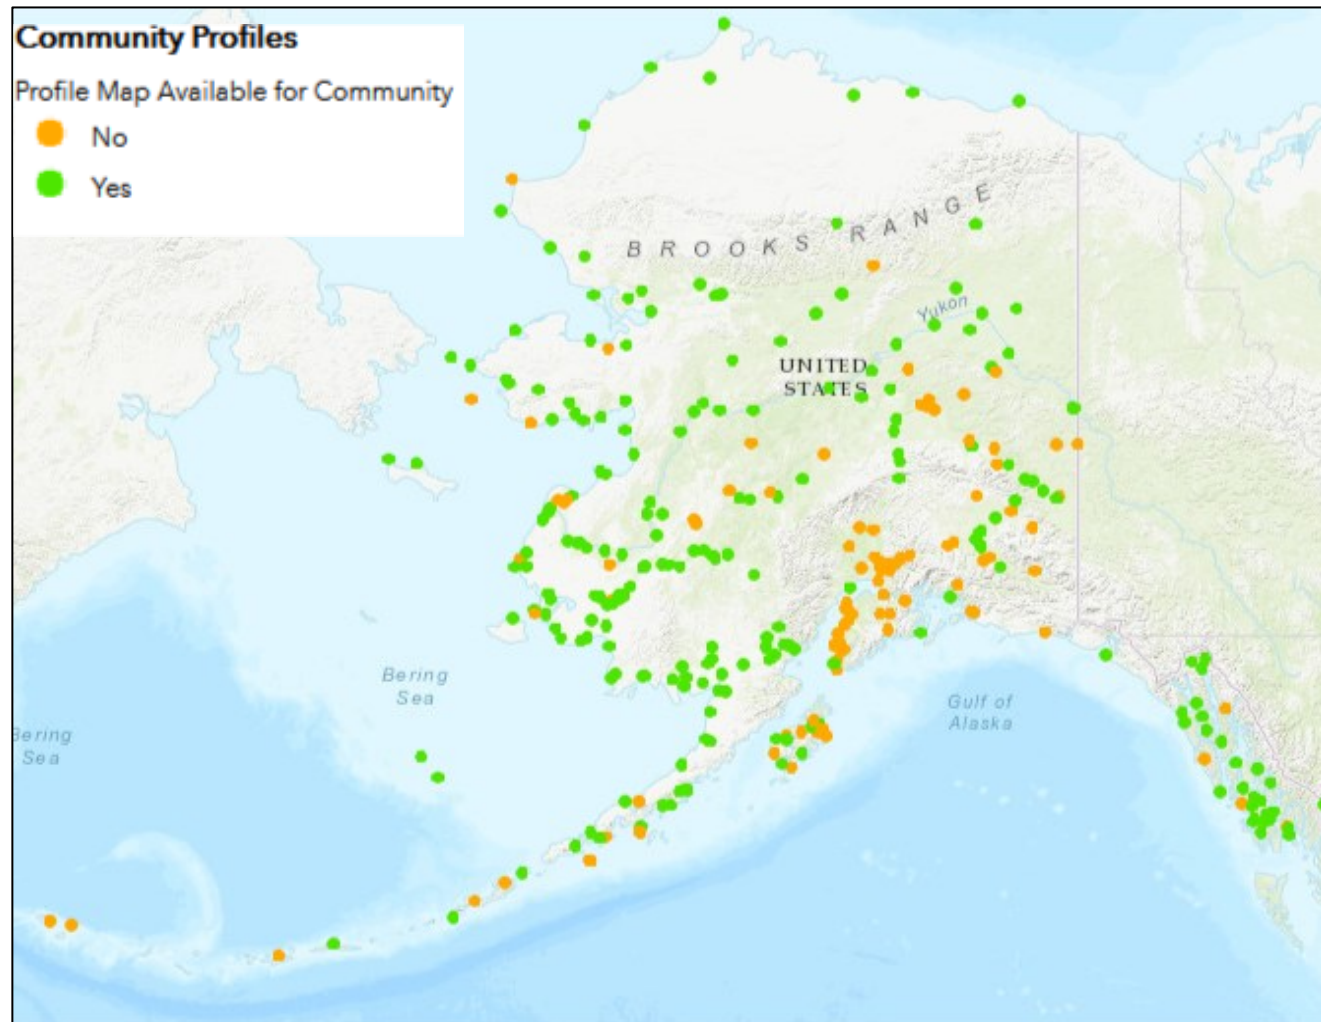 Community Profiles
Profile Map Available for Community
No
Yes
BROOKS RANGE
Yukon
UNITED
STATES
Bering
Sea
Gulf of
Alaska
Bering
Sea